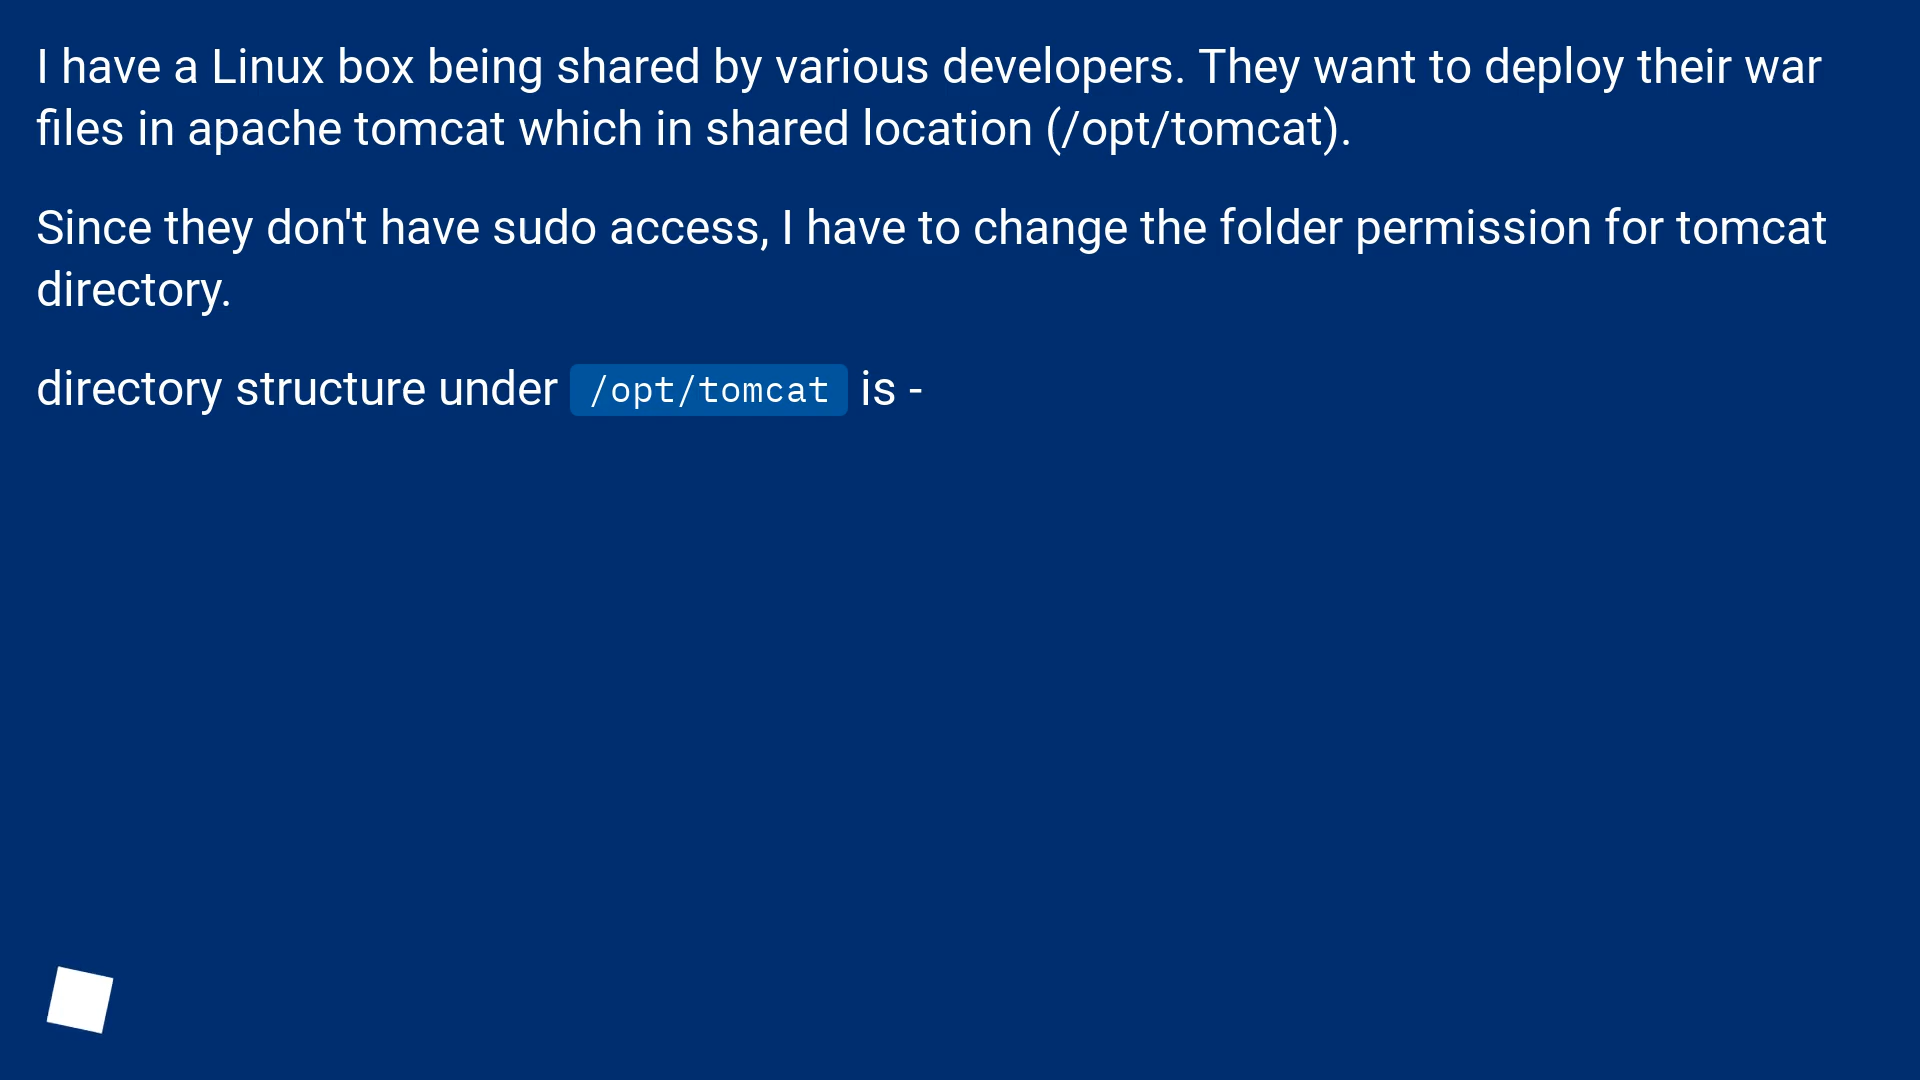 I have a Linux box being shared by various developers. They want to deploy their war
files in apache tomcat which in shared location (/opt/tomcat).
Since they don't have sudo access, I have to change the folder permission for tomcat
directory.
directory structure under /opt/tomcat is -